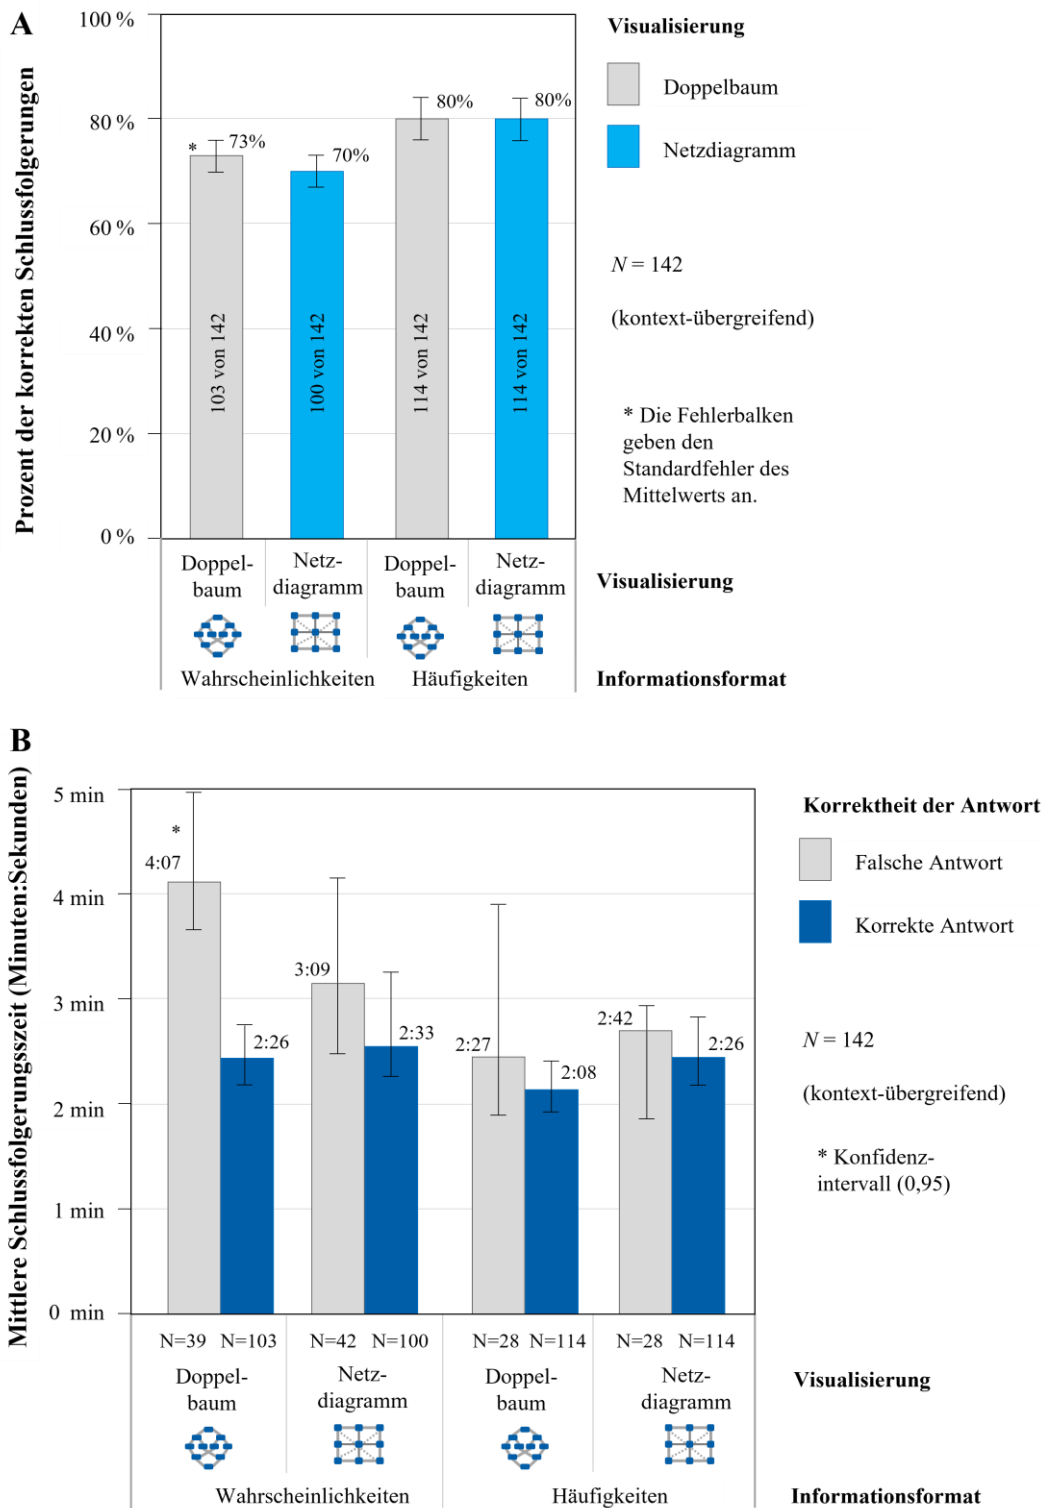 A
Prozent der korrekten Schlussfolgerungen
100 %
80 %
60 %
40 %
20 %
0 %
*
73%
70%
80%
80%
103 von 142
100 von 142
114 von 142
114 von 142
Visualisierung
Doppelbaum
Netzdiagramm
N = 142
(kontext-übergreifend)
* Die Fehlerbalken
geben den
Standardfehler des
Mittelwerts an.
Doppel-
baum
Netz-
diagramm
Doppel-
baum
Netz-
diagramm
Visualisierung
Wahrscheinlichkeiten
Häufigkeiten
Informationsformat
B
Mittlere Schlussfolgerungsszeit (Minuten:Sekunden)
5 min
4 min
3 min
2 min
1 min
0 min
*
4:07
2:26
3:09
2:33
2:27
2:08
2:42
2:26
Korrektheit der Antwort
Falsche Antwort
Korrekte Antwort
N = 142
(kontext-übergreifend)
* Konfidenz-
intervall (0,95)
N=39 N=103
N=42 N=100
N=28 N=114
N=28 N=114
Doppel-
baum
Netz-
diagramm
Doppel-
baum
Netz-
diagramm
Visualisierung
Wahrscheinlichkeiten
Häufigkeiten
Informationsformat